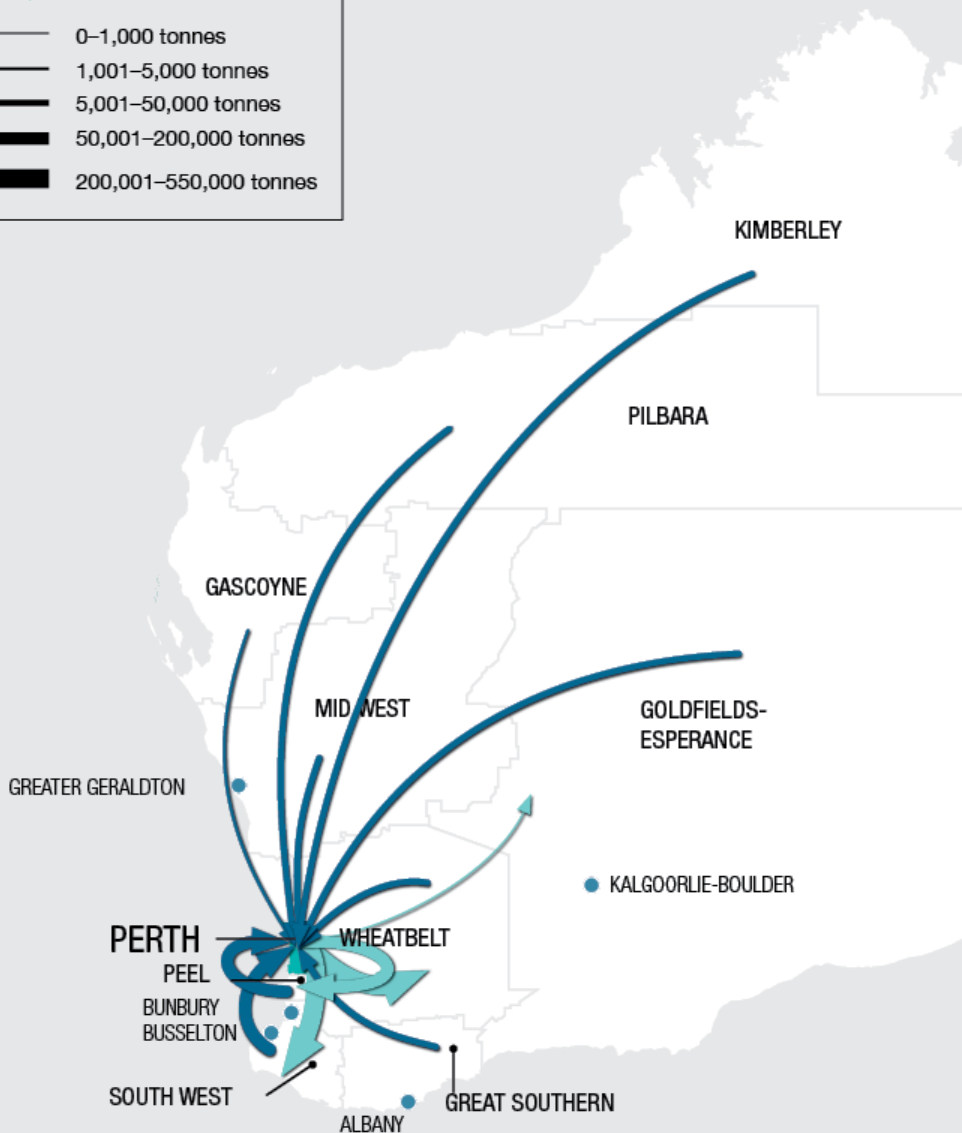 0–1,000 tonnes
1,001–5,000 tonnes
5,001–50,000 tonnes
50,001–200,000 tonnes
200,001–550,000 tonnes
KIMBERLEY
PILBARA
GASCOYNE
MID WEST
GOLDFIELDS-
ESPERANCE
GREATER GERALDTON
KALGOORLIE-BOULDER
PERTH
WHEATBELT
PEEL
BUNBURY
BUSSELTON
SOUTH WEST
GREAT SOUTHERN
ALBANY